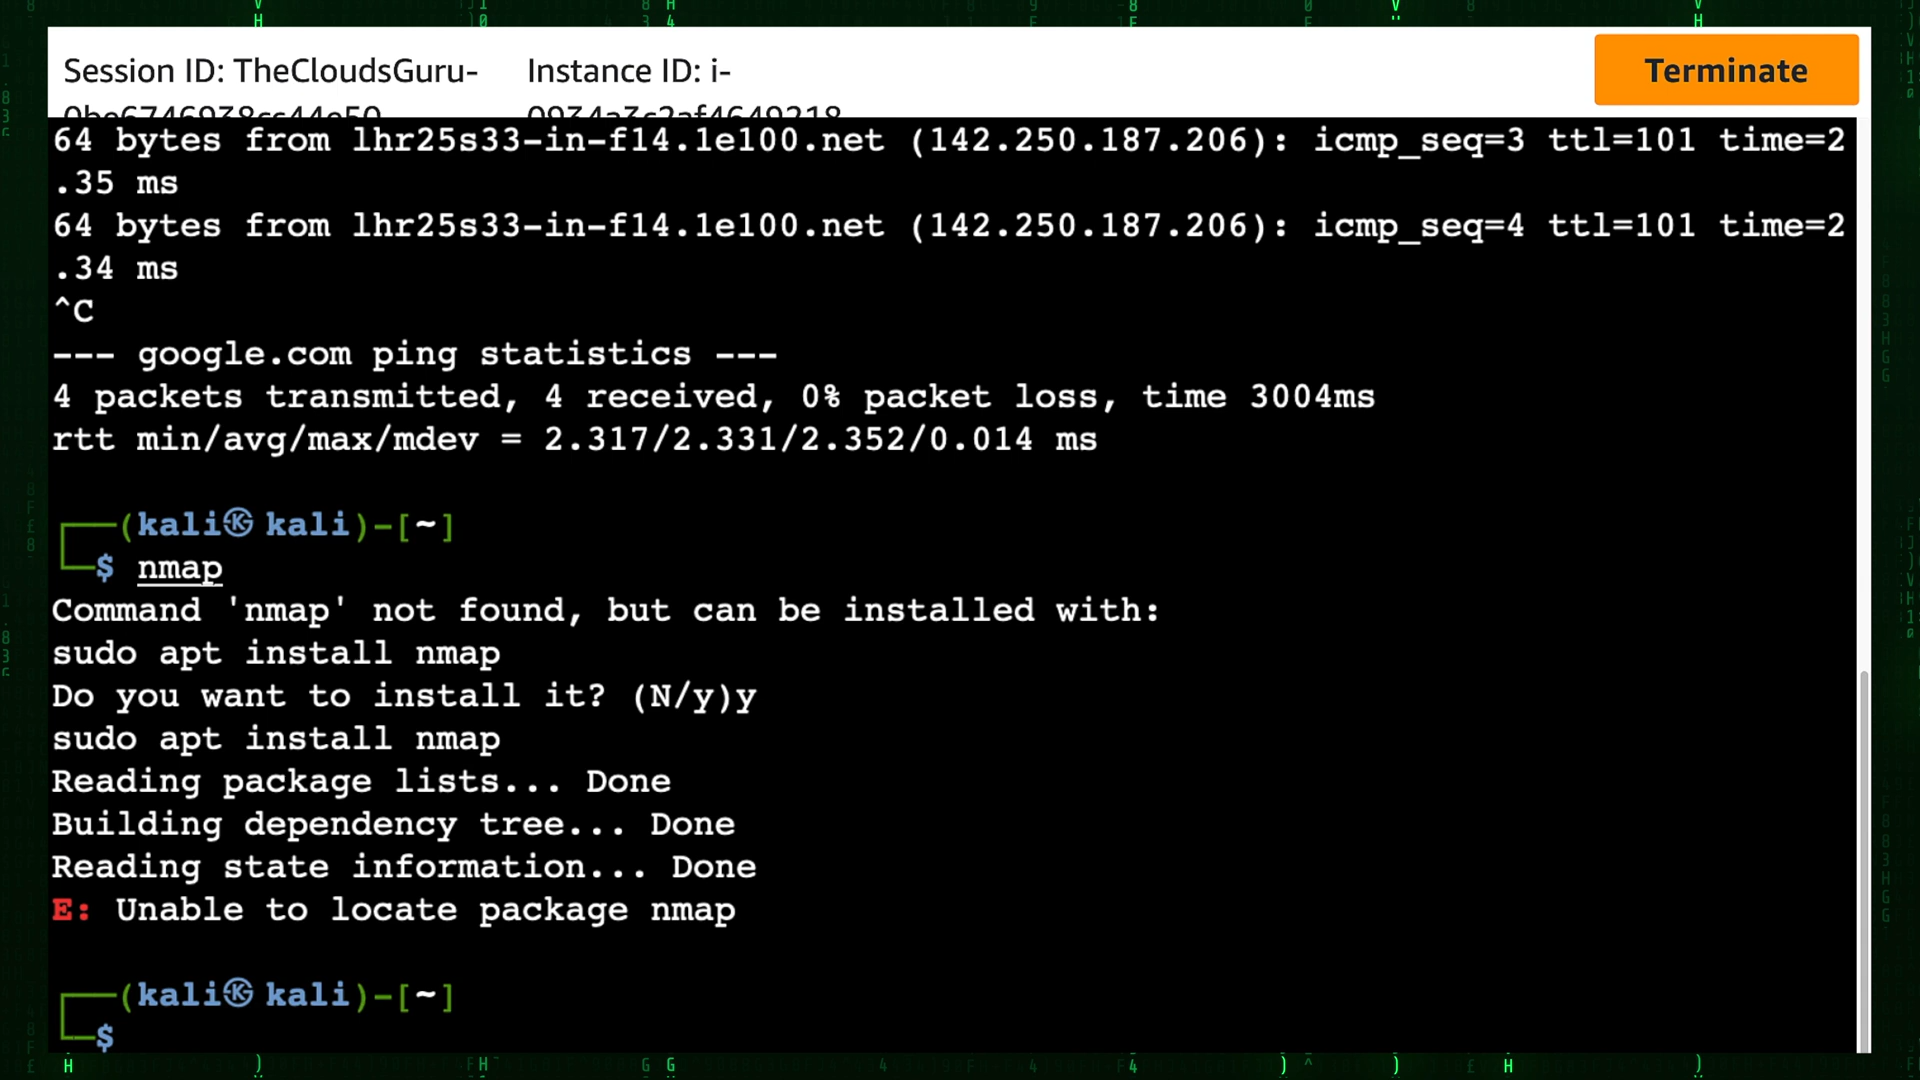 Session ID: TheCloudsGuru- Instance ID: i-
Terminate
64 bytes from lhr25s33-in-f14.1e100.net (142.250.187.206): icmp_seq=3 ttl=101 time=2
.35 ms
64 bytes from lhr25s33-in-f14.1e100.net (142.250.187.206): icmp_seq=4 ttl=101 time=2
.34 ms
^C
--- google.com ping statistics ---
4 packets transmitted, 4 received, 0% packet loss, time 3004ms
rtt min/avg/max/mdev = 2.317/2.331/2.352/0.014 ms
┌──(kali㉿kali)-[~]
└─$ nmap
Command 'nmap' not found, but can be installed with:
sudo apt install nmap
Do you want to install it? (N/y)y
sudo apt install nmap
Reading package lists... Done
Building dependency tree... Done
Reading state information... Done
E: Unable to locate package nmap
┌──(kali㉿kali)-[~]
└─$